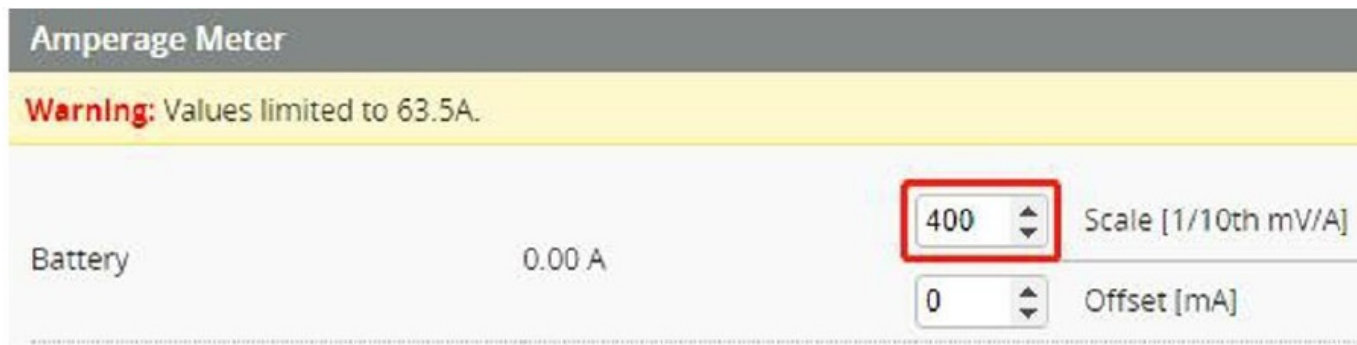 Amperage Meter
Warning: Values limited to 63.5A.
400 Scale [1/10th mV/A]
Battery 0.00 A
0 Offset [mA]